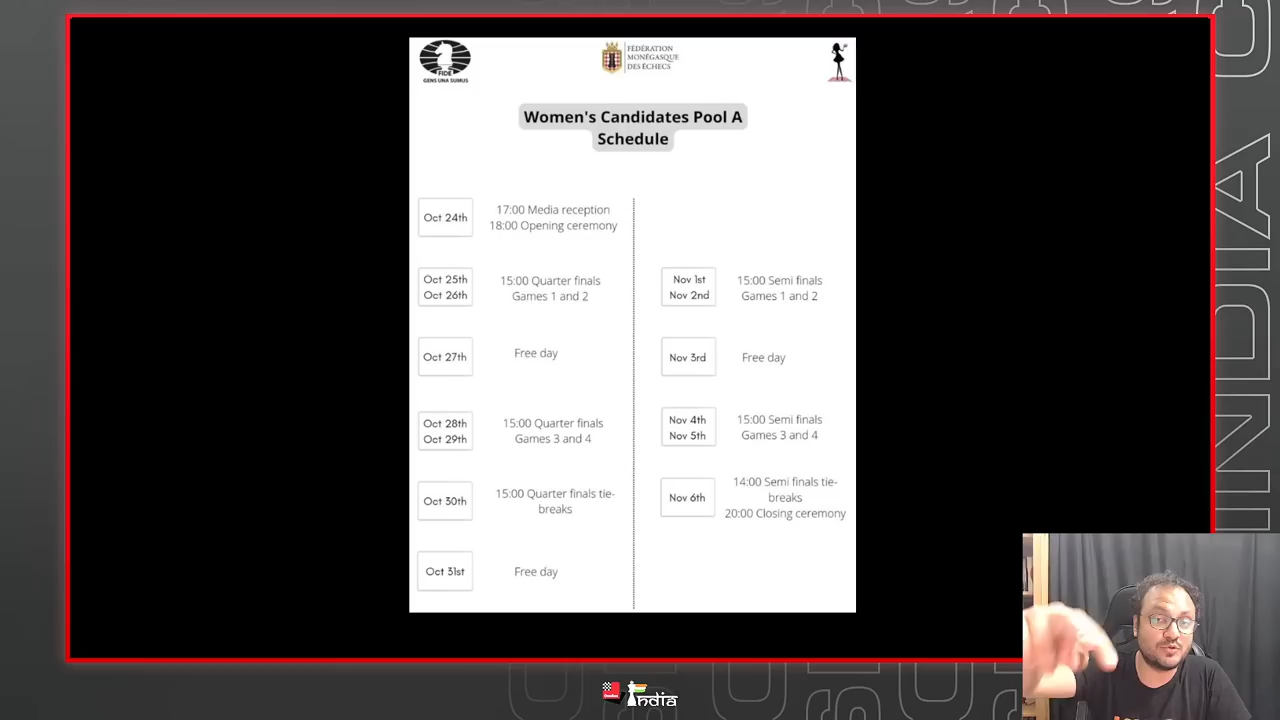 FIDE
GENS UNA SUMUS
FÉDÉRATION
MONÉGASQUE
DES ÉCHECS
Women's Candidates Pool A
Schedule
Oct 24th
17:00 Media reception
18:00 Opening ceremony
Oct 25th
Oct 26th
15:00 Quarter finals
Games 1 and 2
Oct 27th
Free day
Oct 28th
Oct 29th
15:00 Quarter finals
Games 3 and 4
Oct 30th
15:00 Quarter finals tie-
breaks
Oct 31st
Free day
Nov 1st
Nov 2nd
15:00 Semi finals
Games 1 and 2
Nov 3rd
Free day
Nov 4th
Nov 5th
15:00 Semi finals
Games 3 and 4
Nov 6th
14:00 Semi finals tie-
breaks
20:00 Closing ceremony
INDIA
India